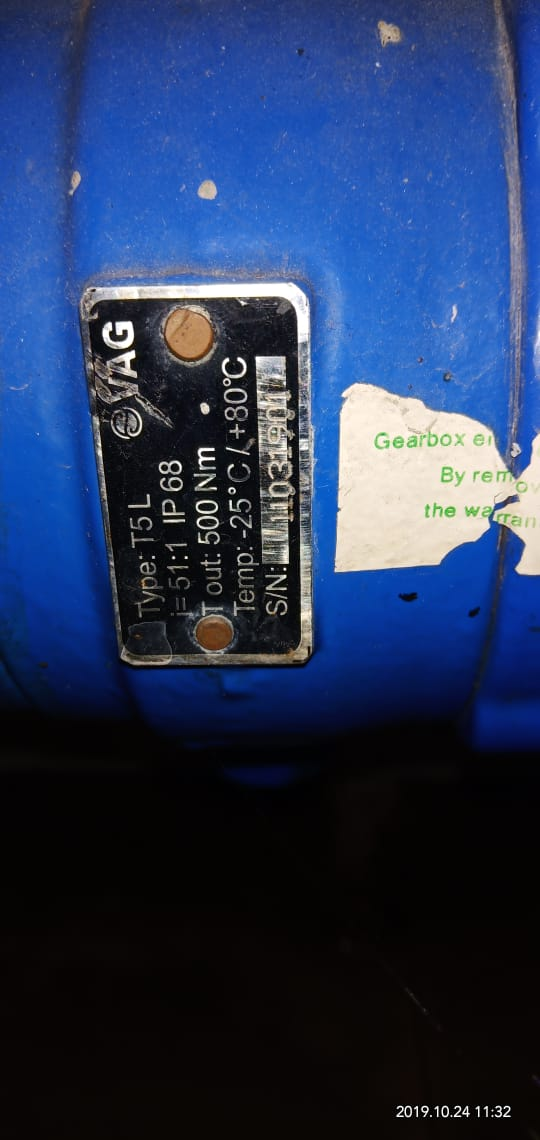 VAG
Type: T5 L
i= 51:1 IP 68
T out: 500 Nm
Temp: -25°C / +80°C
S/N:
Gearbox
By remov
the warran
2019.10.24 11:32